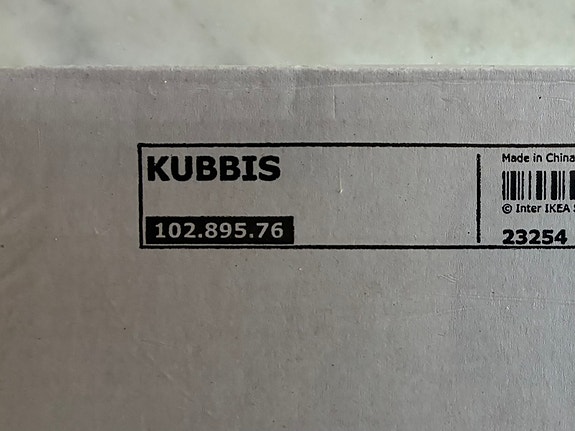 KUBBIS
102.895.76
Made in China
© Inter IKEA
23254